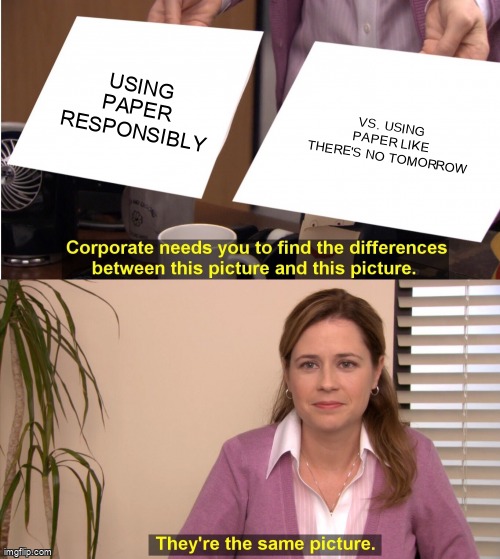 USING
PAPER
RESPONSIBLY
VS. USING
PAPER LIKE
THERE'S NO TOMORROW
Corporate needs you to find the differences
between this picture and this picture.
They're the same picture.
imgflip.com